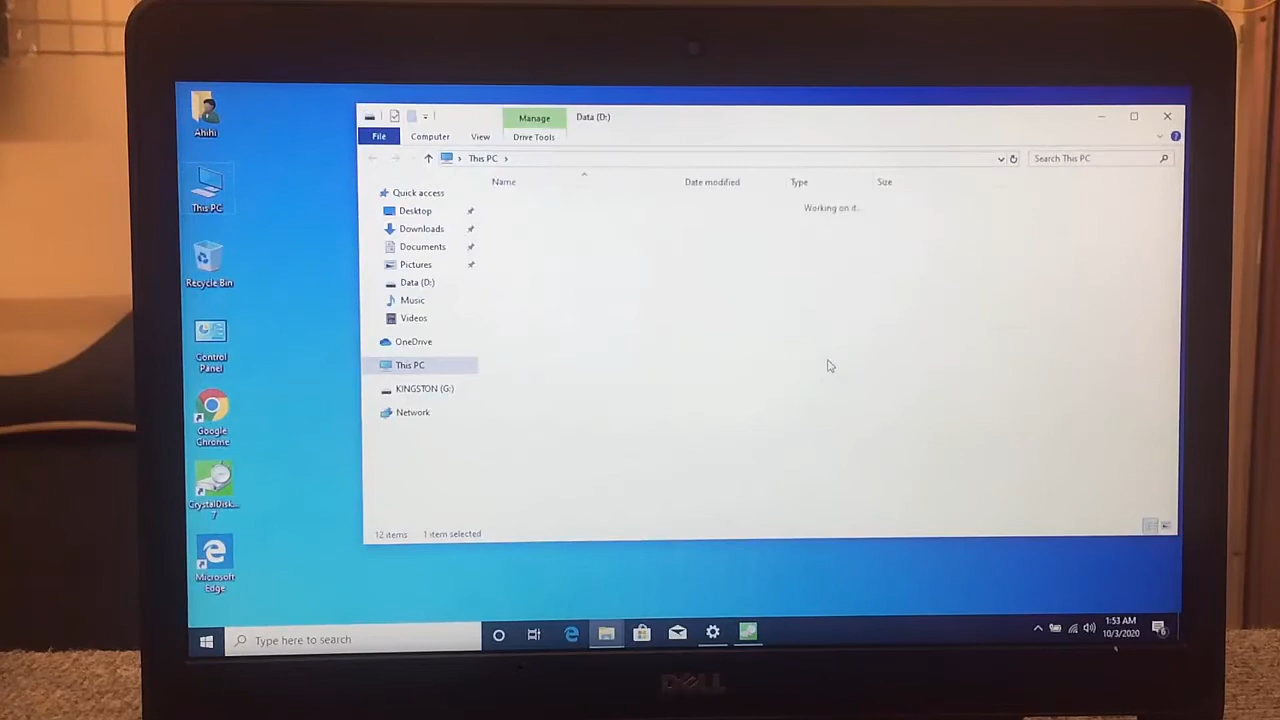 Ahihi
This PC
Recycle Bin
Control
Panel
Google
Chrome
CrystalDisk...
7
Microsoft
Edge
Manage
Data (D:)
File
Computer
View
Drive Tools
This PC
Search This PC
Name
Date modified
Type
Size
Working on it...
Quick access
Desktop
Downloads
Documents
Pictures
Data (D:)
Music
Videos
OneDrive
This PC
KINGSTON (G:)
Network
12 items
1 item selected
Type here to search
1:53 AM
10/3/2020
6
DELL